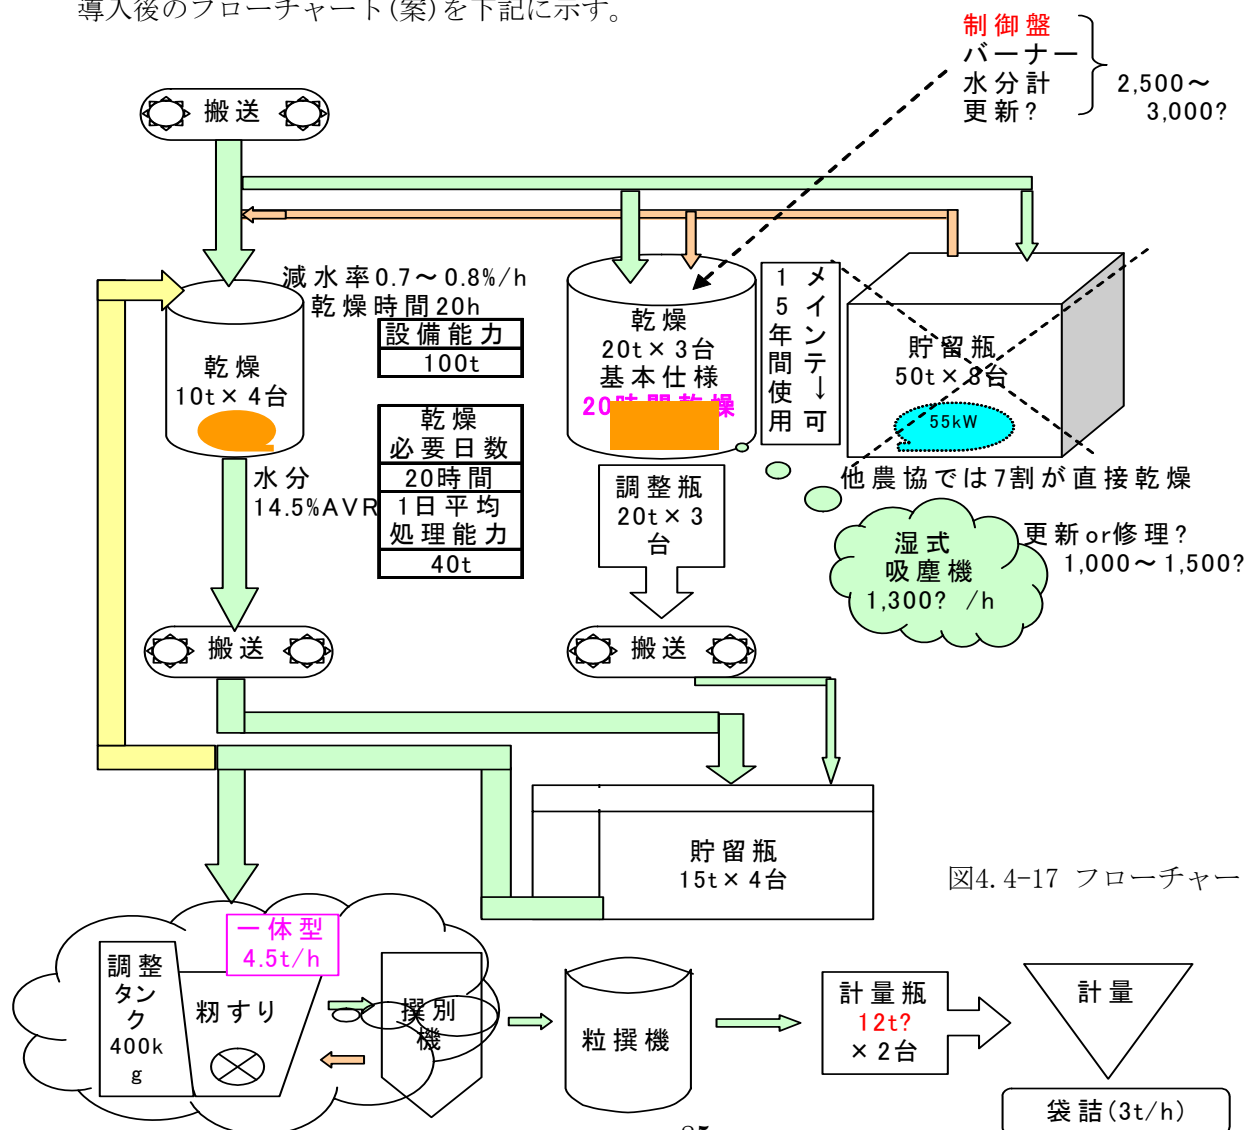 導入後のフローチャート(案)を下記に示す。
制御盤
バーナー
水分計
更新?
2,500～
3,000?
搬送
減水率0.7～0.8%/h
乾燥時間20h
設備能力
100t
乾燥
10t×4台
乾燥
必要日数
20時間
1日平均
処理能力
40t
水分
14.5%AVR
乾燥
20t×3台
基本仕様
20時間乾燥
メインテ→可
15年間使用
貯留瓶
50t×8台
55kW
他農協では7割が直接乾燥
調整瓶
20t×3
台
湿式
吸塵機
1,300? /h
更新or修理?
1,000～1,500?
搬送
搬送
貯留瓶
15t×4台
図4.4-17 フローチャー
一体型
4.5t/h
調整
タン
ク
400k
g
籾すり
撰別
機
粒撰機
計量瓶
12t?
×2台
計量
袋詰(3t/h)